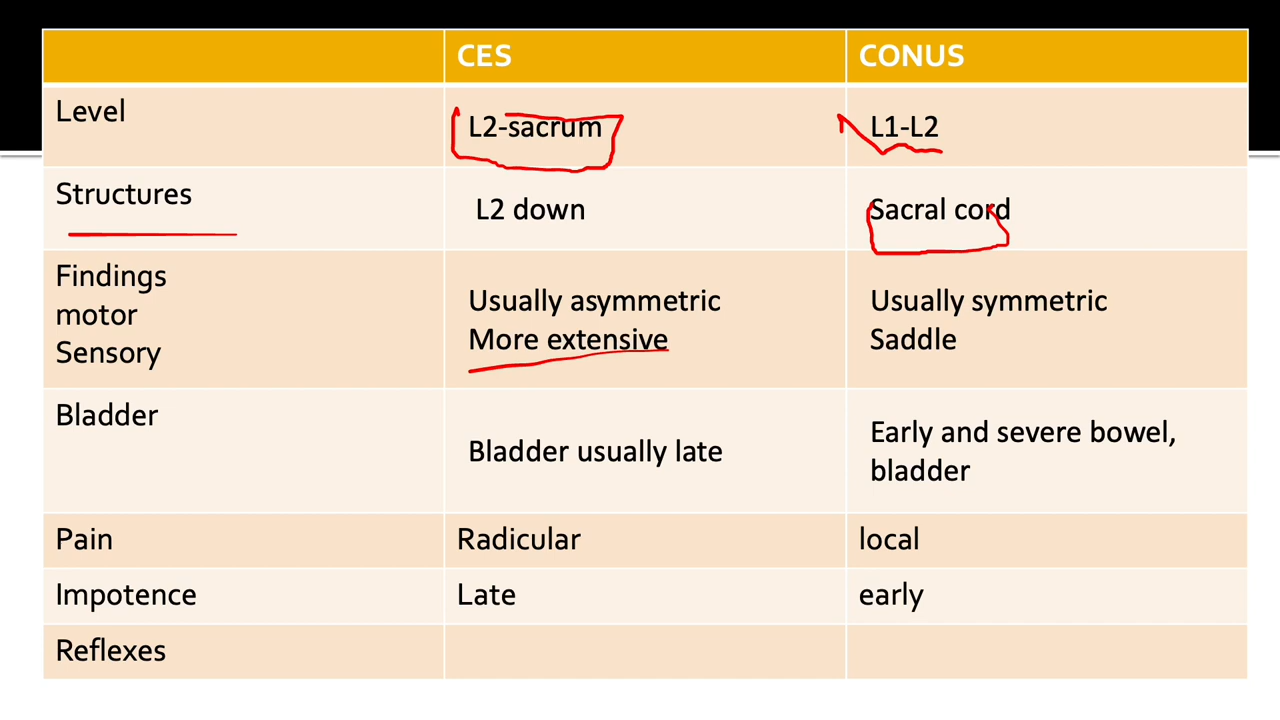 CES
CONUS
Level
L2-sacrum
L1-L2
Structures
L2 down
Sacral cord
Findings
motor
Sensory
Usually asymmetric
More extensive
Usually symmetric
Saddle
Bladder
Bladder usually late
Early and severe bowel,
bladder
Pain
Radicular
local
Impotence
Late
early
Reflexes